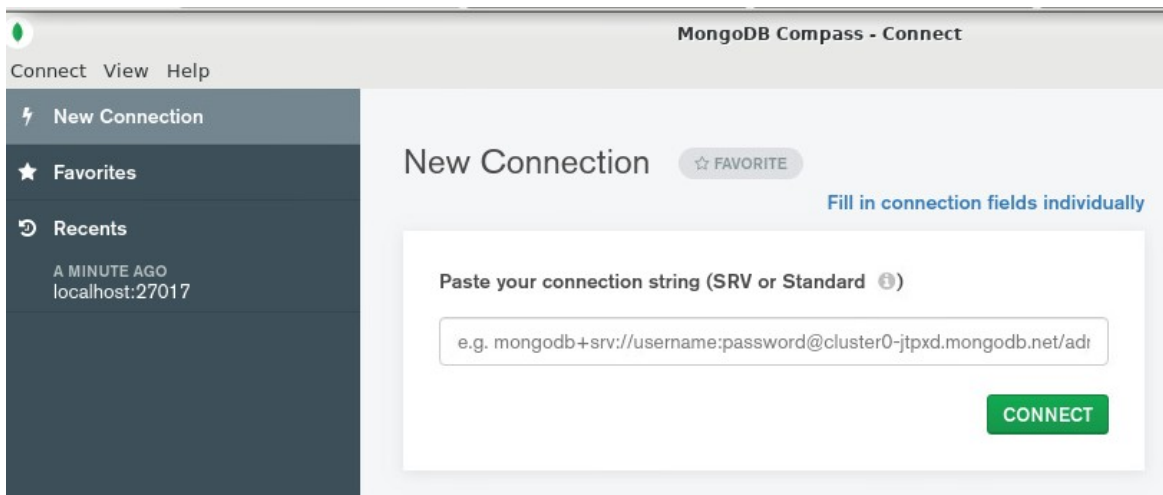 MongoDB Compass - Connect
Connect View Help
New Connection
Favorites
Recents
A MINUTE AGO
localhost:27017
New Connection
FAVORITE
Fill in connection fields individually
Paste your connection string (SRV or Standard )
e.g. mongodb+srv://username:password@cluster0-jtpxd.mongodb.net/adr
CONNECT